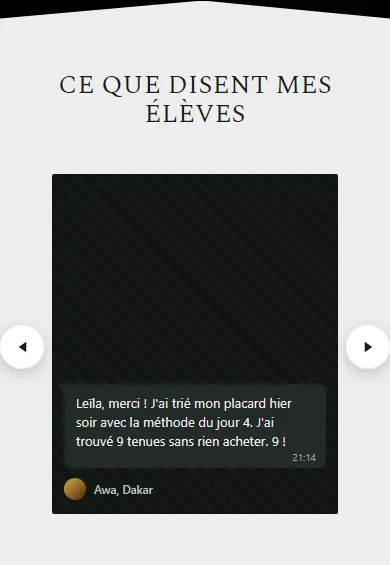 CE QUE DISENT MES
ÉLÈVES
Leïla, merci ! J'ai trié mon placard hier
soir avec la méthode du jour 4. J'ai
trouvé 9 tenues sans rien acheter. 9 !
21:14
Awa, Dakar